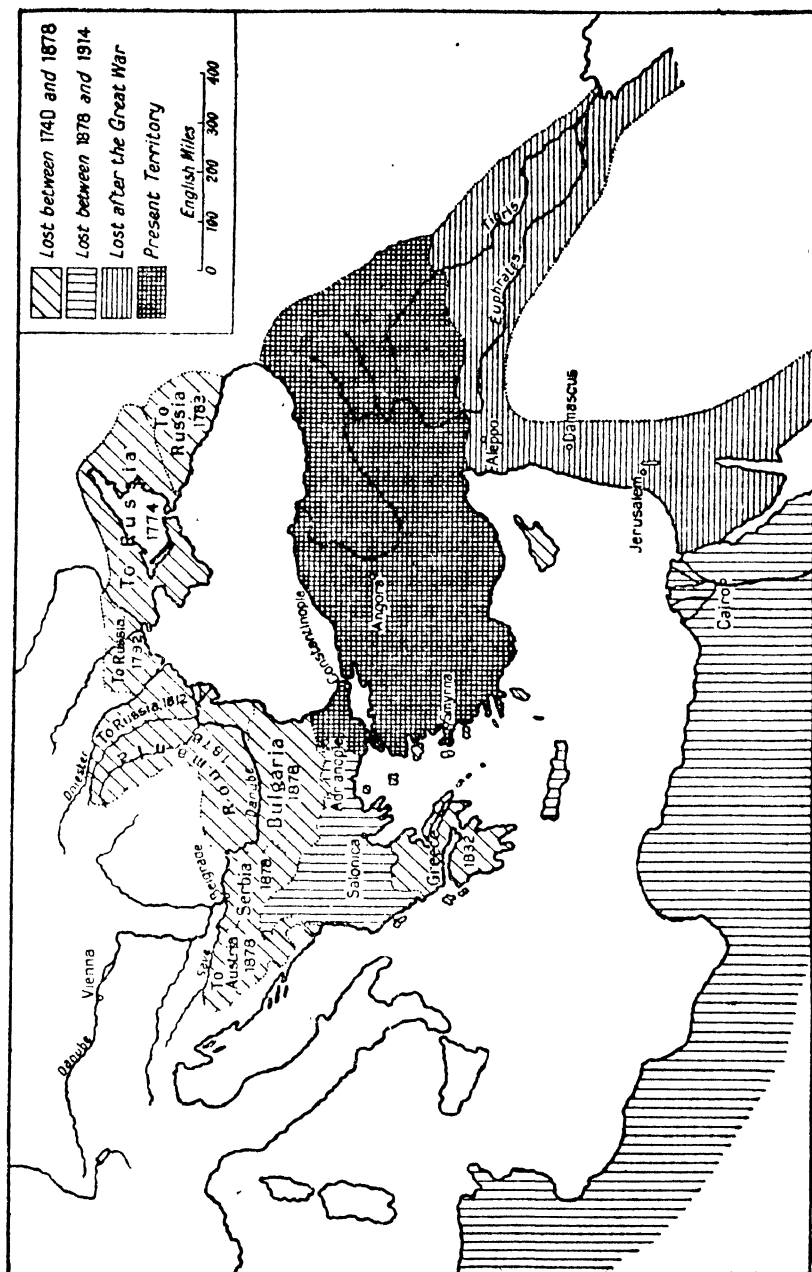 Lost between 1740 and 1878
Lost between 1878 and 1914
Lost after the Great War
Present Territory
English Miles
0 100 200 300 400
Danube
Vienna
Save
Belgrade
To
Austria
1878
Serbia
1878
Dniester
To Russia 1812
Roumania
1878
Danube
Bulgaria
1878
To Russia
1792
To Russia
1774
To
Russia
1783
Salonica
Adrianople
Constantinople
Greece
1832
Smyrna
Angora
Tigris
Euphrates
Aleppo
Damascus
Jerusalem
Cairo